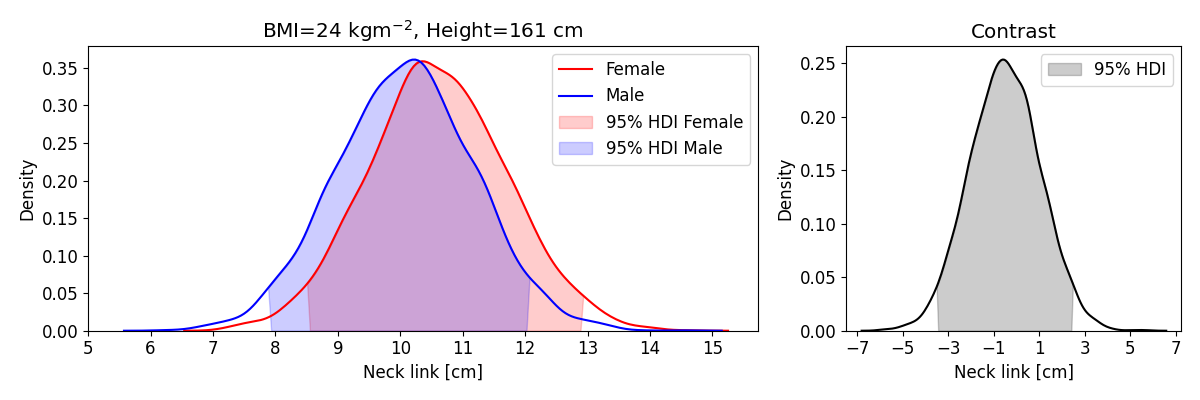 BMI=24 kgm⁻², Height=161 cm
Density
0.35
0.30
0.25
0.20
0.15
0.10
0.05
0.00
5 6 7 8 9 10 11 12 13 14 15
Neck link [cm]
Female
Male
95% HDI Female
95% HDI Male
Contrast
Density
0.25
0.20
0.15
0.10
0.05
0.00
−7 −5 −3 −1 1 3 5 7
Neck link [cm]
95% HDI